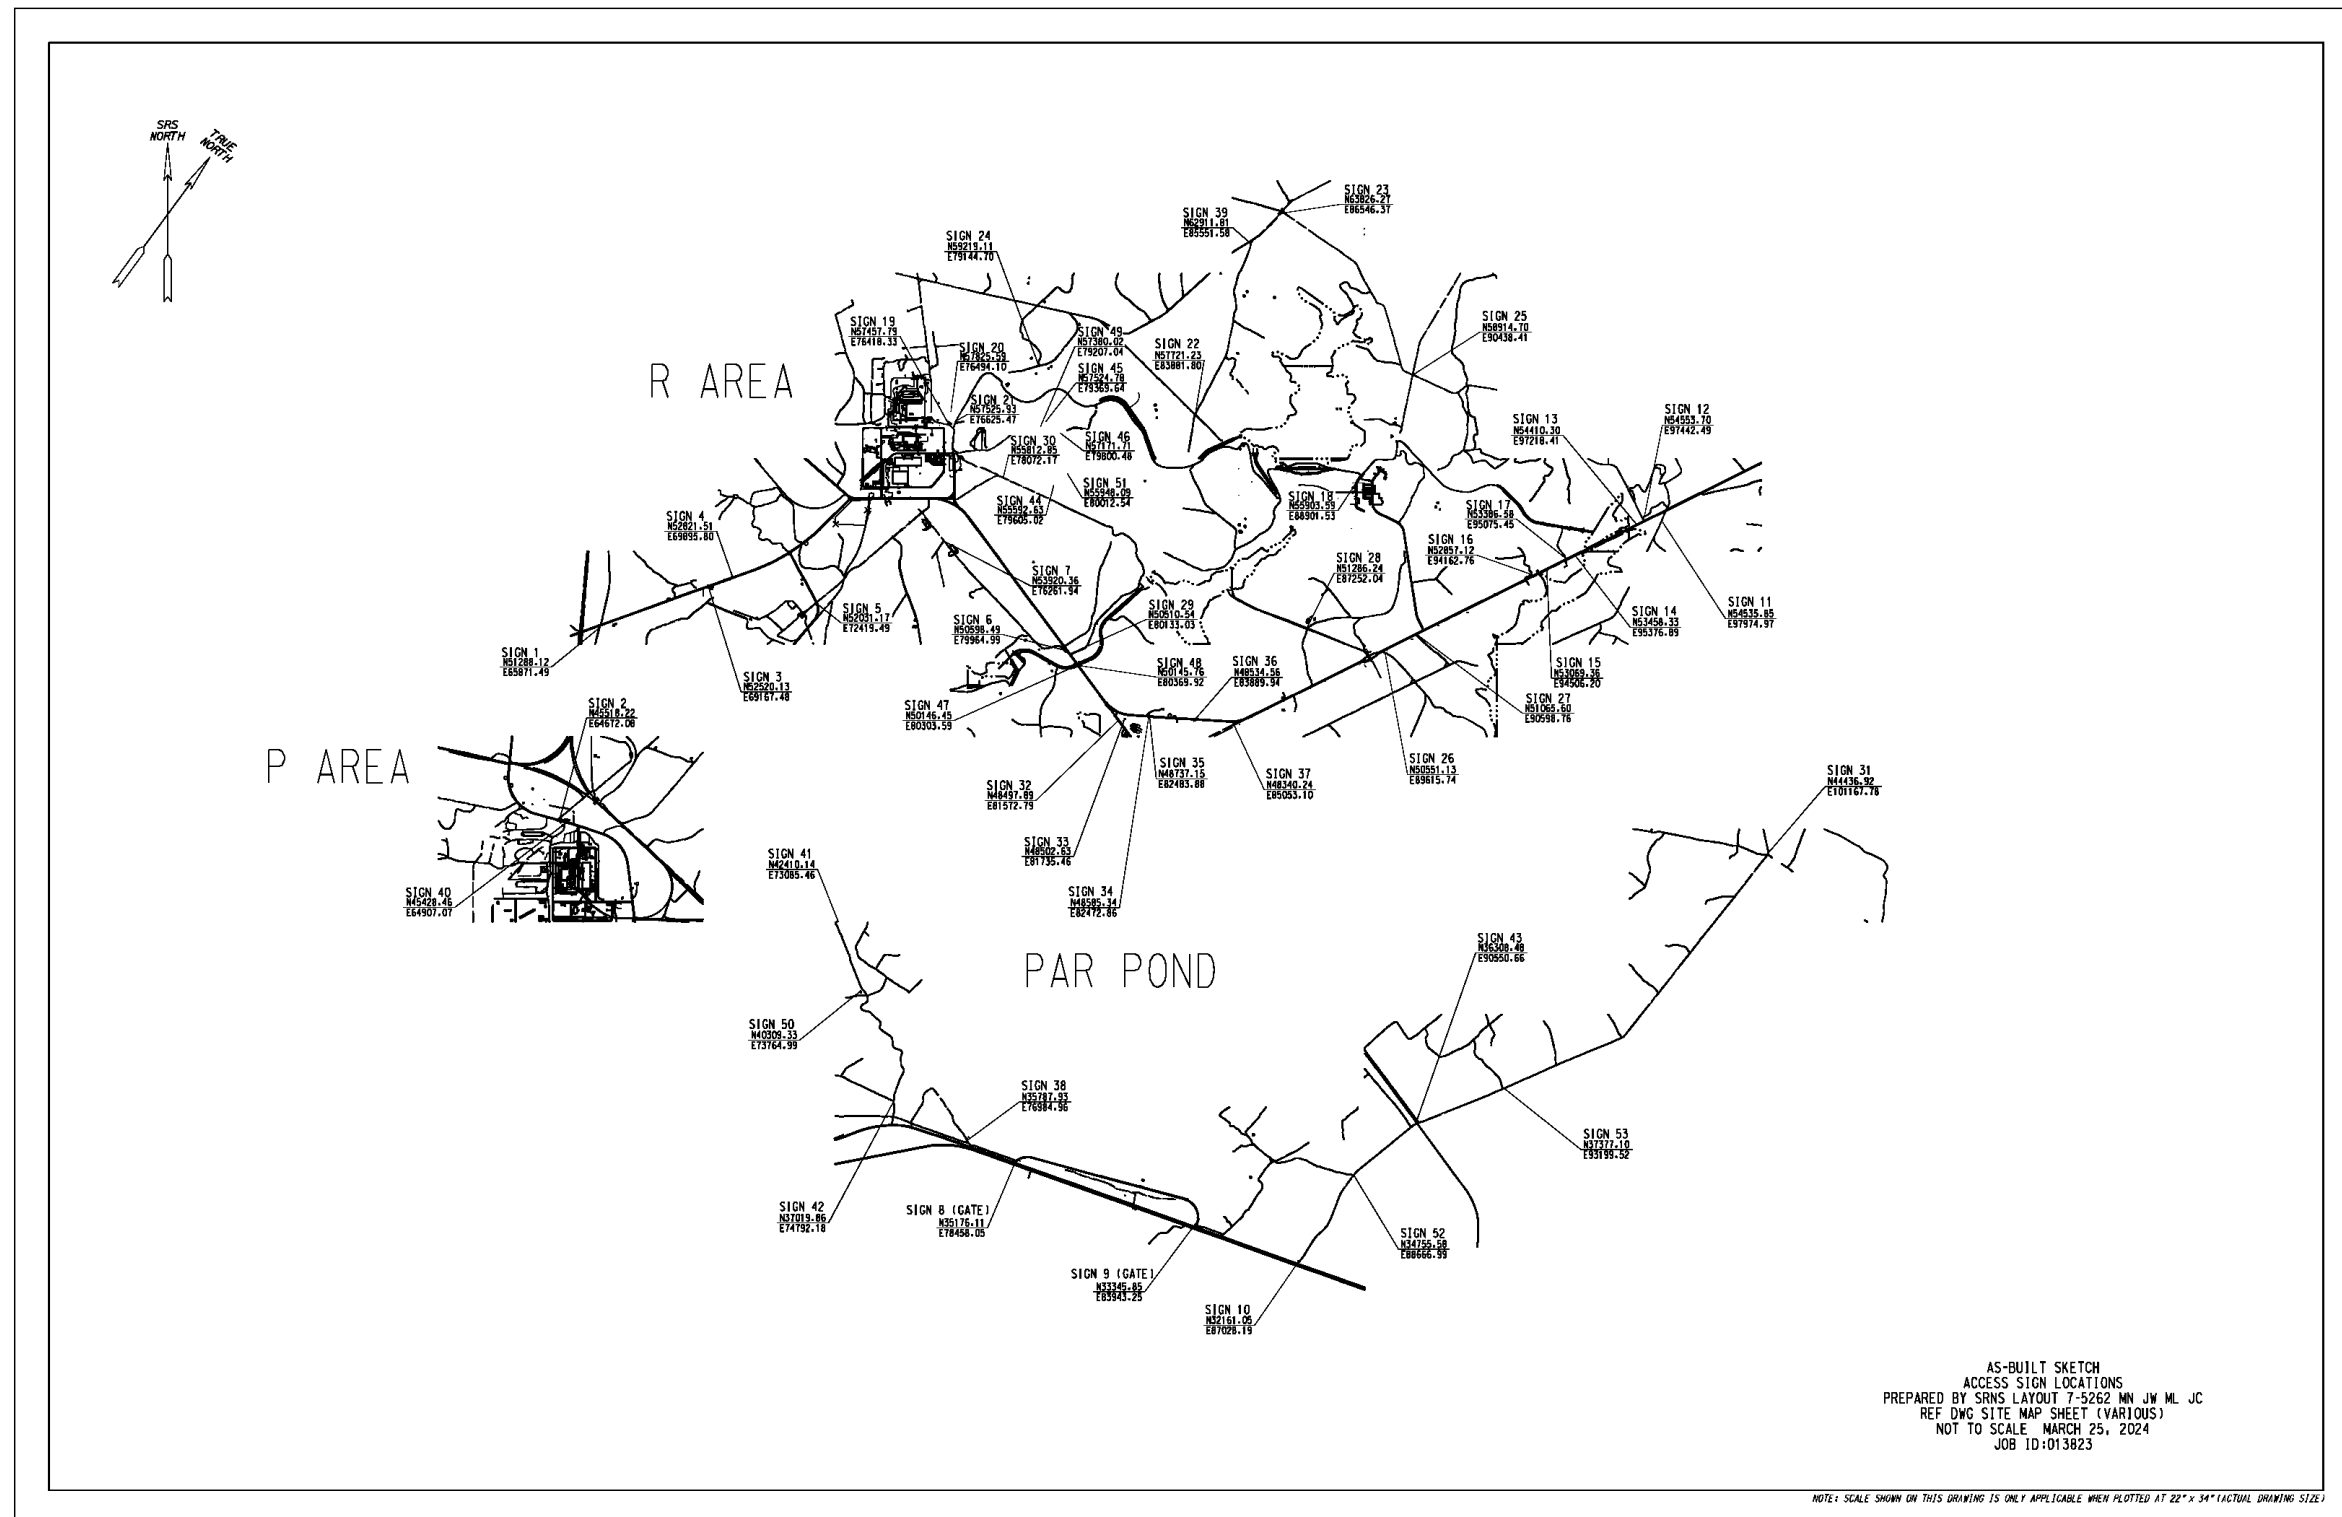 SRS
NORTH
TRUE
NORTH
SIGN 23
N63826.27
E86546.37
SIGN 39
N62911.81
E85551.58
SIGN 24
N59219.11
E79144.70
SIGN 19
N57457.79
E76418.33
SIGN 20
N57825.59
E76494.10
SIGN 49
N57380.02
E79207.04
SIGN 22
N57721.23
E83881.80
SIGN 25
N58914.70
E90438.41
R AREA
SIGN 45
N57524.78
E79369.64
SIGN 21
N57525.93
E76625.47
SIGN 30
N55812.85
E78072.17
SIGN 46
N57171.71
E79800.48
SIGN 13
N54410.30
E97218.41
SIGN 12
N54553.70
E97442.49
SIGN 51
N55948.09
E80012.54
SIGN 44
N55592.63
E79605.02
SIGN 18
N55903.59
E88901.53
SIGN 17
N53386.58
E95075.45
SIGN 4
N52821.51
E69895.80
SIGN 16
N52857.12
E94162.76
SIGN 28
N51286.24
E87252.04
SIGN 7
N53920.36
E76261.94
SIGN 5
N52031.17
E72419.49
SIGN 6
N50598.49
E79964.99
SIGN 29
N50510.54
E80133.03
SIGN 14
N53458.33
E95376.89
SIGN 11
N54535.85
E97974.97
SIGN 1
N51288.12
E65871.49
SIGN 3
N52520.13
E69167.48
SIGN 48
N50145.76
E80369.92
SIGN 36
N48534.56
E83889.94
SIGN 15
N53069.36
E94506.20
SIGN 2
N45518.22
E64672.08
SIGN 47
N50146.45
E80303.59
SIGN 27
N51065.60
E90598.76
P AREA
SIGN 35
N48737.15
E82483.88
SIGN 37
N48340.24
E85053.10
SIGN 26
N50551.13
E89615.74
SIGN 31
N44436.92
E101167.78
SIGN 32
N48497.89
E81572.79
SIGN 33
N48502.63
E81735.46
SIGN 41
N42410.14
E73085.46
SIGN 40
N45428.46
E64907.07
SIGN 34
N48585.34
E82472.86
PAR POND
SIGN 43
N36308.48
E90550.66
SIGN 50
N40309.33
E73764.99
SIGN 38
N35787.93
E76984.96
SIGN 53
N37377.10
E93199.52
SIGN 42
N37019.86
E74792.18
SIGN 8 (GATE)
N35176.11
E78458.05
SIGN 52
N34755.58
E88666.99
SIGN 9 (GATE)
N33345.85
E83943.25
SIGN 10
N32161.05
E87028.19
AS-BUILT SKETCH
ACCESS SIGN LOCATIONS
PREPARED BY SRNS LAYOUT 7-5262 MN JW ML JC
REF DWG SITE MAP SHEET (VARIOUS)
NOT TO SCALE MARCH 25, 2024
JOB ID:013823
NOTE: SCALE SHOWN ON THIS DRAWING IS ONLY APPLICABLE WHEN PLOTTED AT 22" x 34" (ACTUAL DRAWING SIZE)